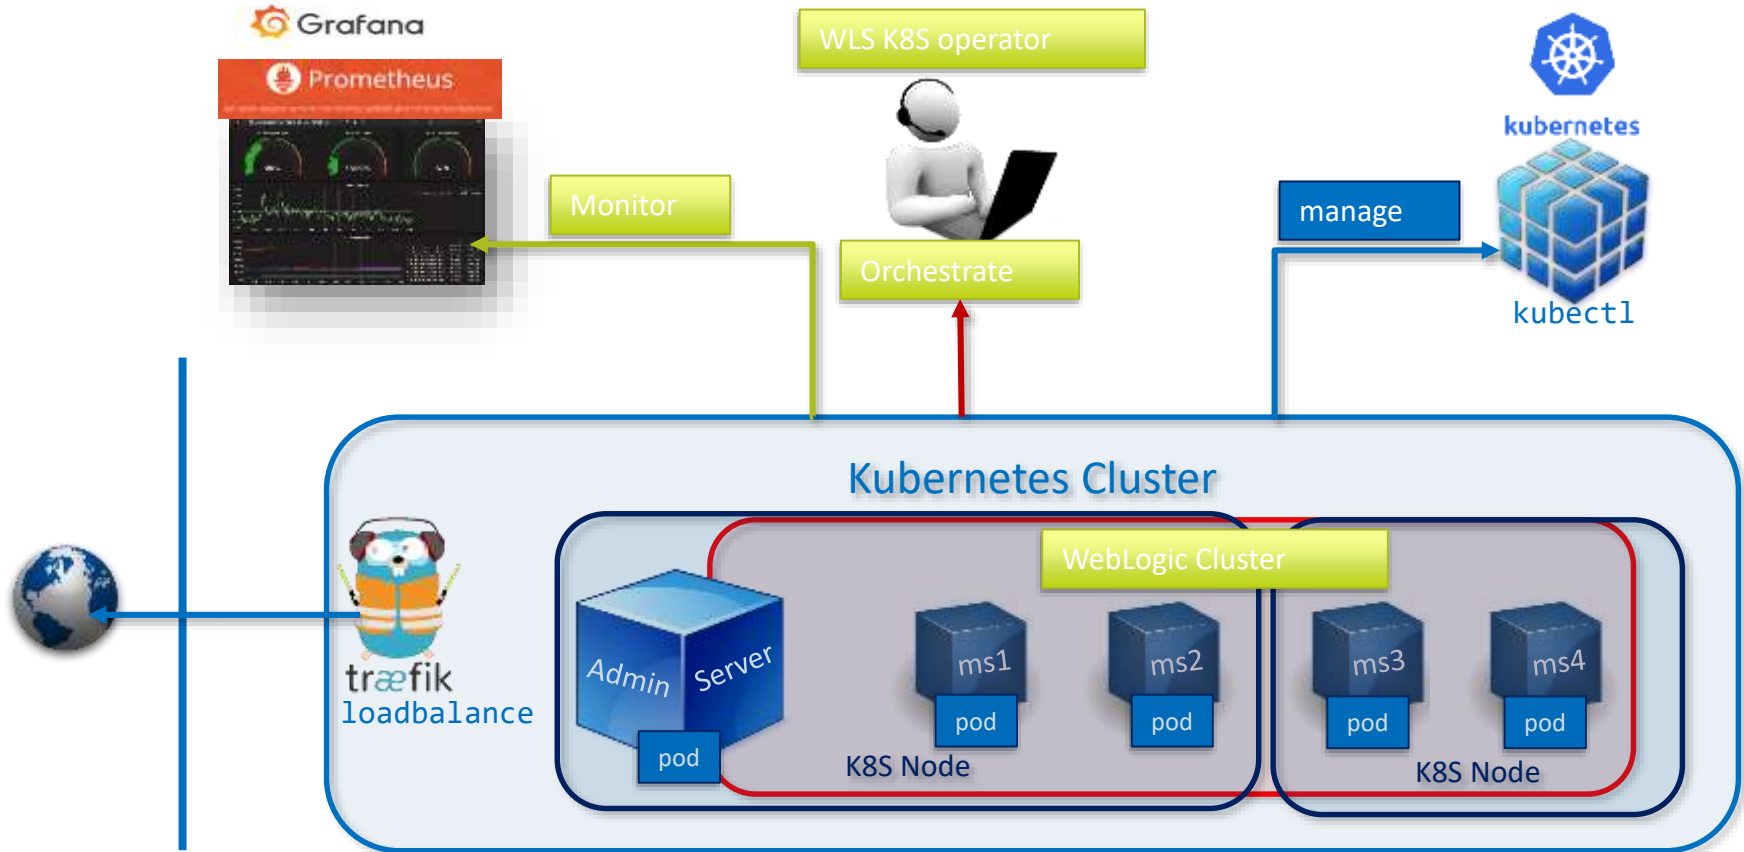 Grafana
Prometheus
WLS K8S operator
kubernetes
Monitor
manage
Orchestrate
kubectl
Kubernetes Cluster
WebLogic Cluster
Admin Server
ms1
ms2
ms3
ms4
træfik
loadbalance
pod
pod
pod
pod
pod
K8S Node
K8S Node